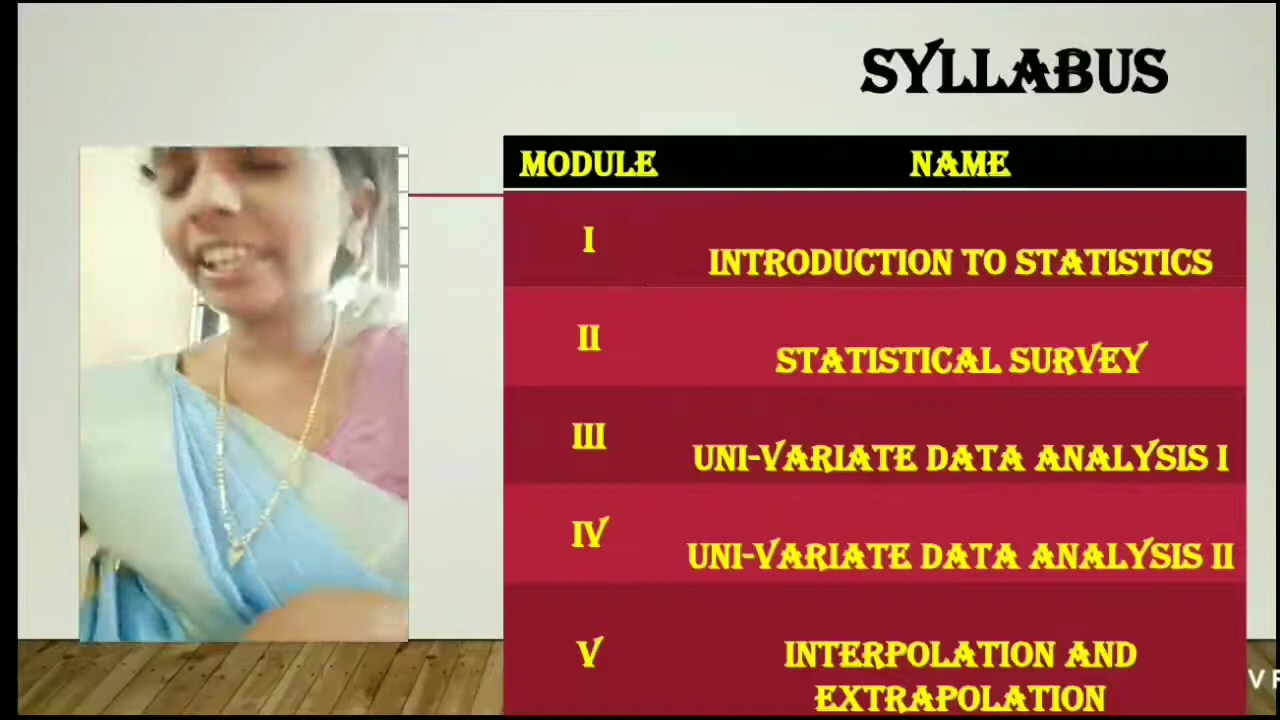 SYLLABUS
MODULE NAME
I INTRODUCTION TO STATISTICS
II STATISTICAL SURVEY
III UNI-VARIATE DATA ANALYSIS I
IV UNI-VARIATE DATA ANALYSIS II
V INTERPOLATION AND
EXTRAPOLATION